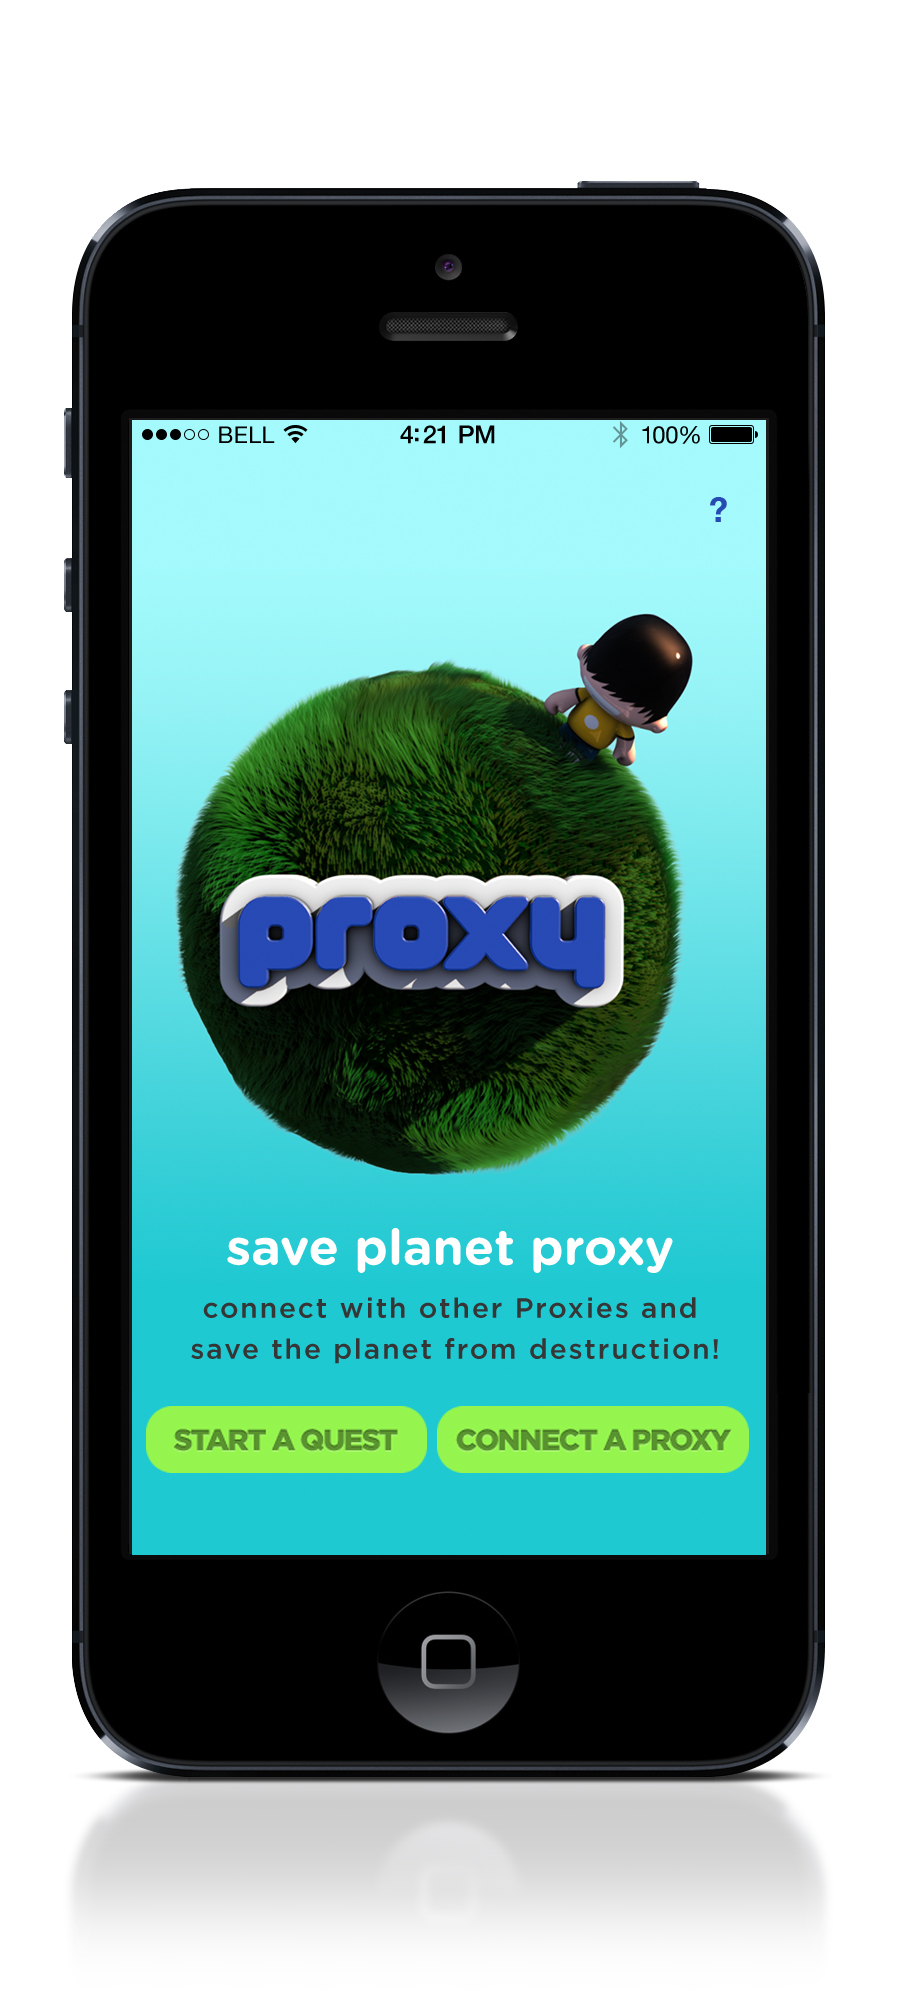 BELL 4:21 PM 100%
?
proxy
save planet proxy
connect with other Proxies and
save the planet from destruction!
START A QUEST CONNECT A PROXY